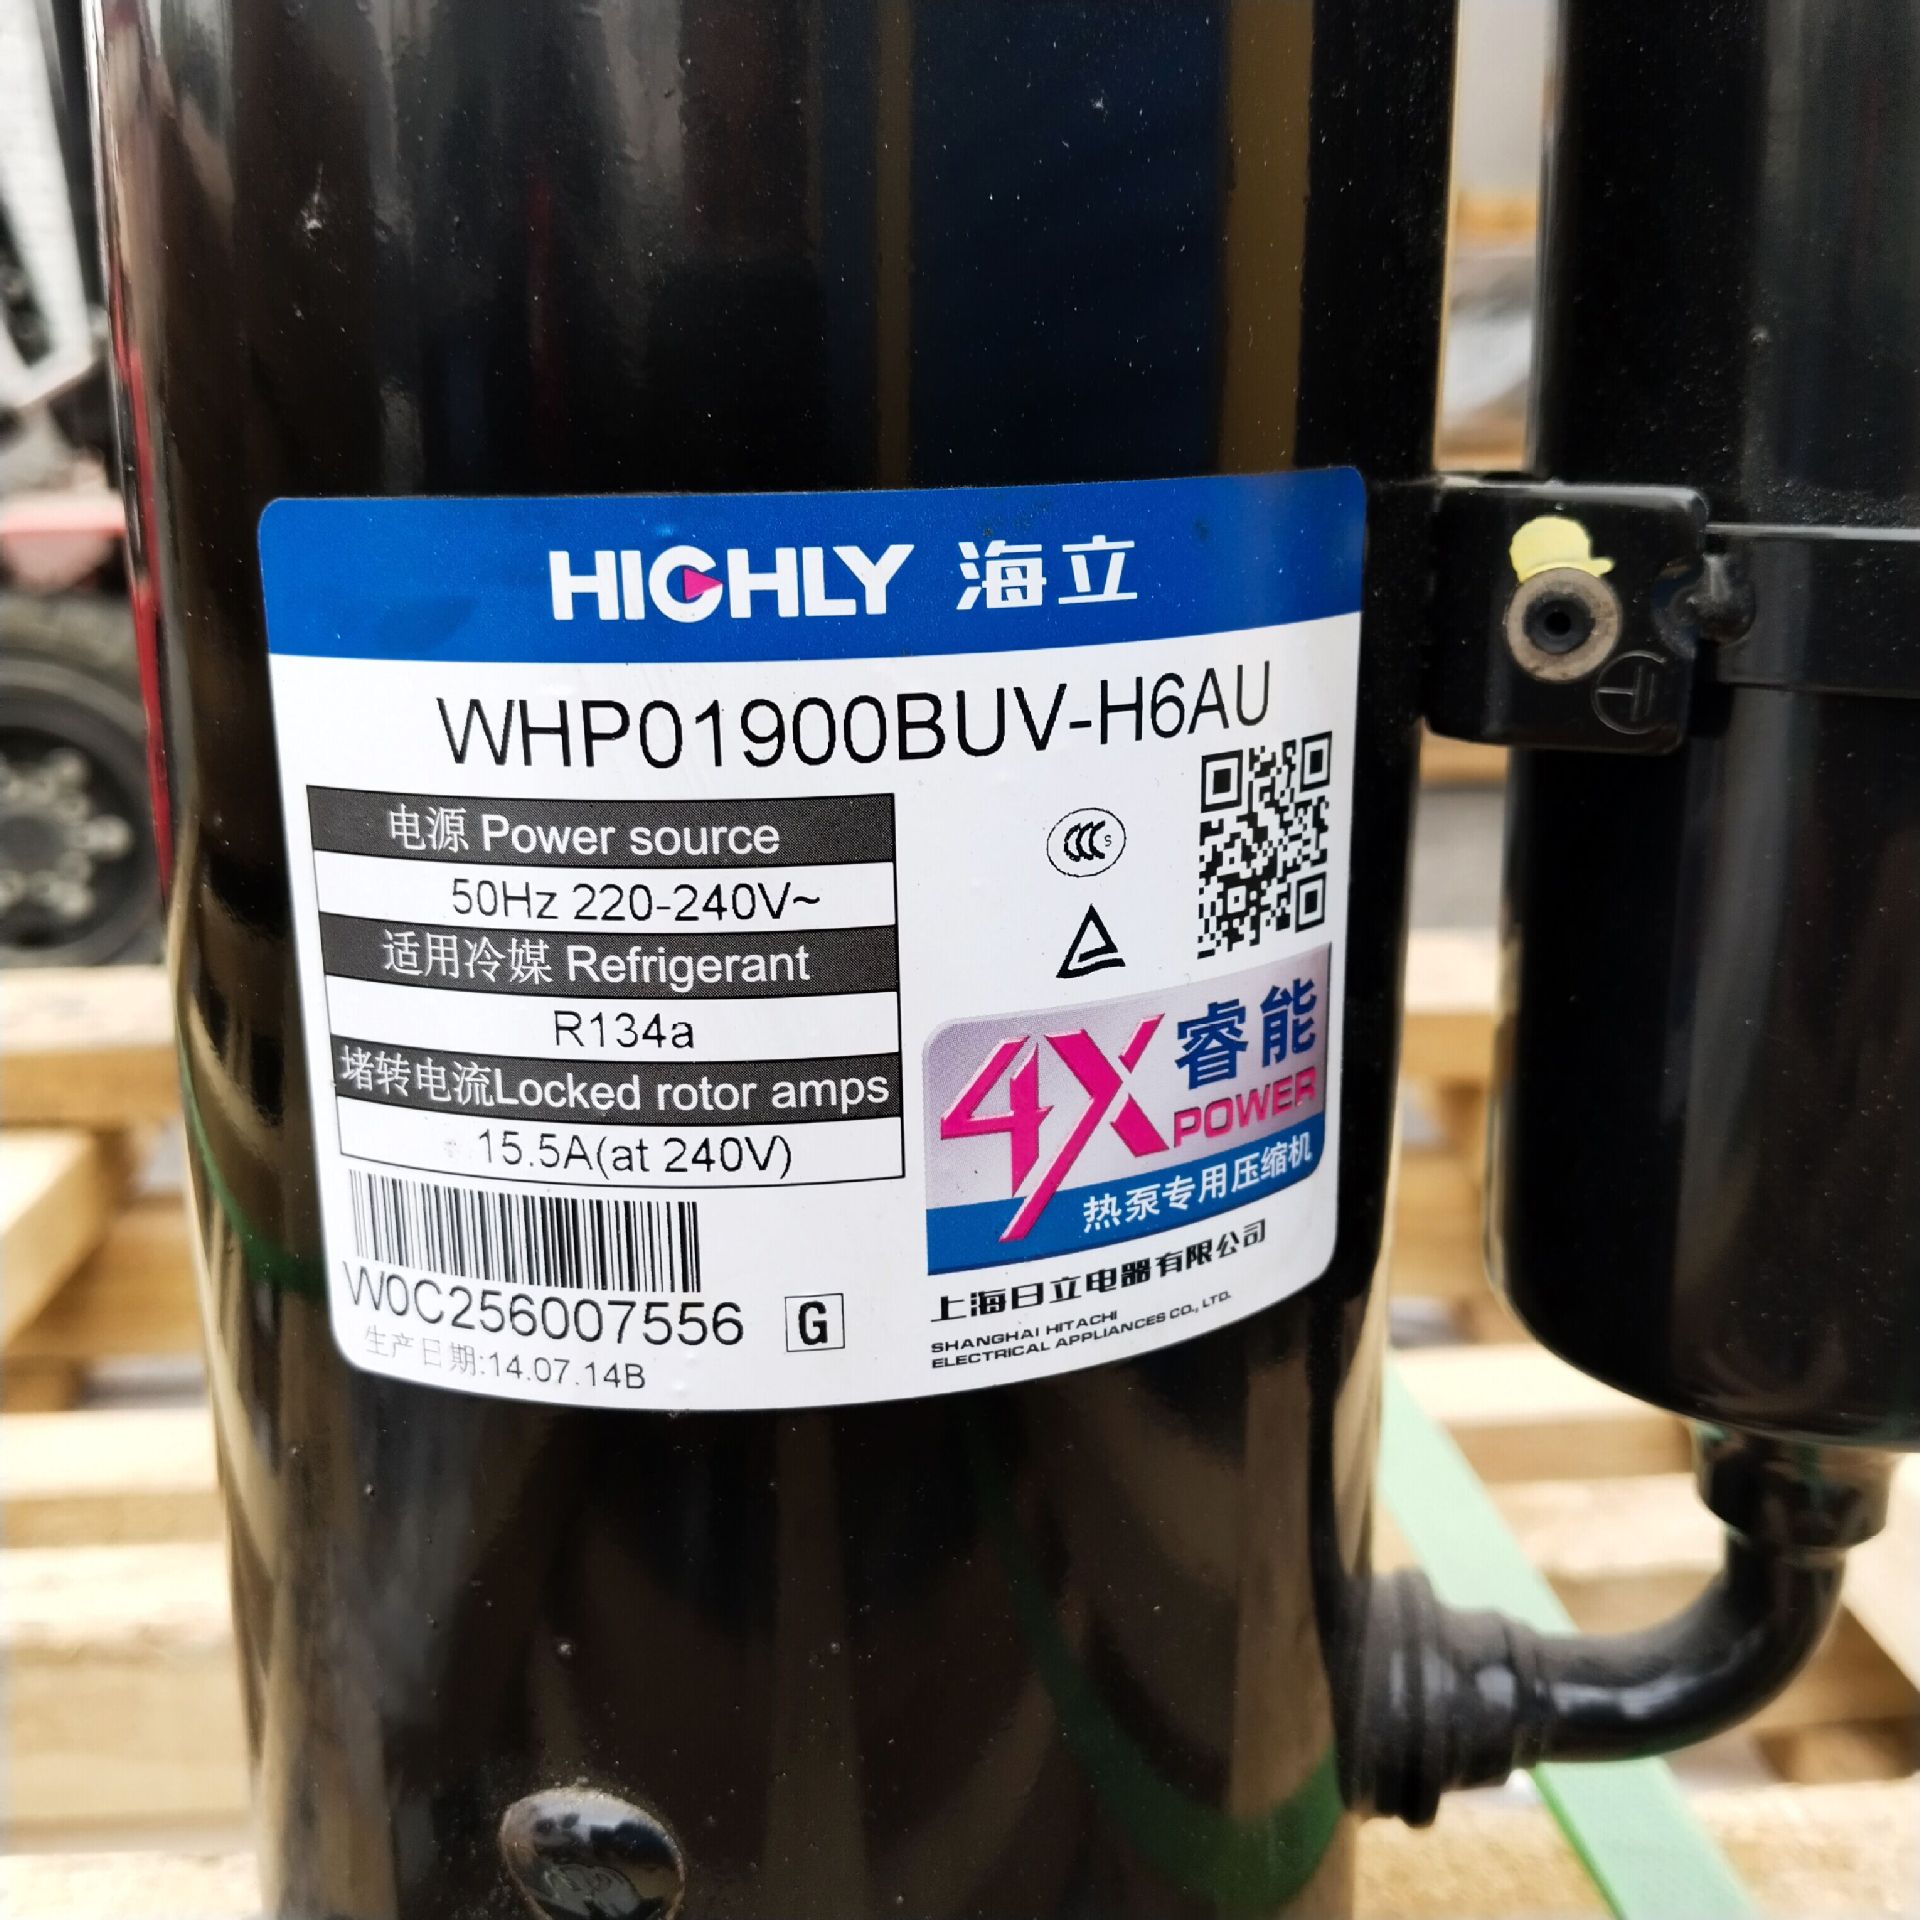 HIGHLY 海立
WHP01900BUV-H6AU
电源 Power source
50Hz 220-240V~
适用冷媒 Refrigerant
R134a
堵转电流Locked rotor amps
15.5A(at 240V)
CCC S
4X 睿能
POWER
热泵专用压缩机
W0C256007556 G
生产日期:14.07.14B
上海日立电器有限公司
SHANGHAI HITACHI
ELECTRICAL APPLIANCES CO., LTD.